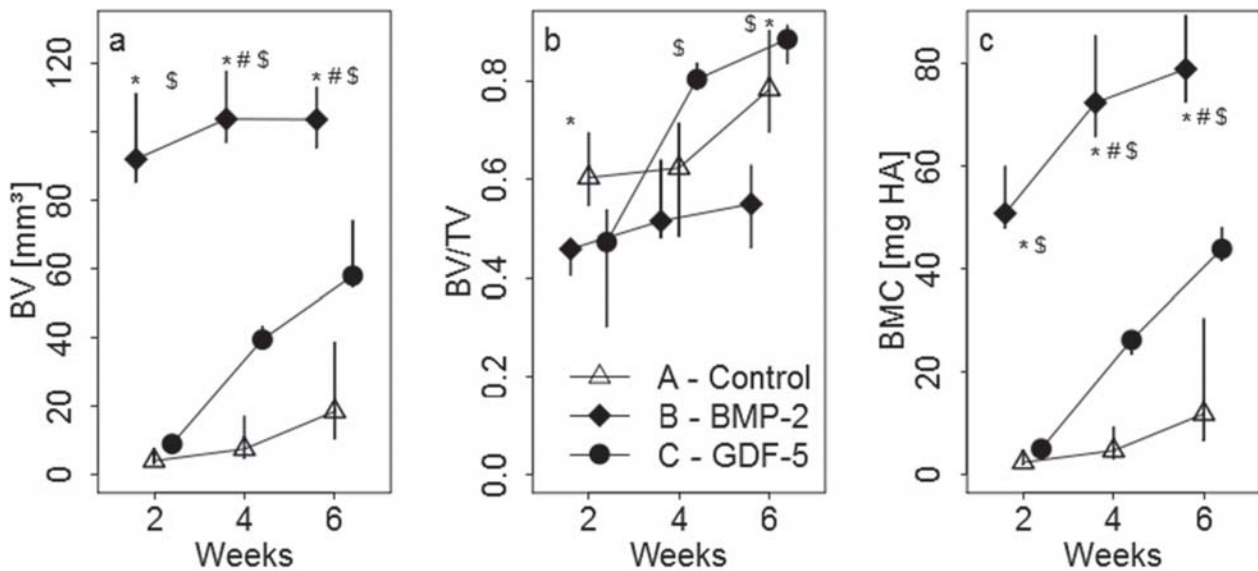 a
BV [mm³]
0 20 40 60 80 120
* $
* # $
* # $
2 4 6
Weeks
b
BV/TV
0.0 0.2 0.4 0.6 0.8
*
$
$ *
A - Control
B - BMP-2
C - GDF-5
2 4 6
Weeks
c
BMC [mg HA]
0 20 40 60 80
* $
* # $
* # $
2 4 6
Weeks